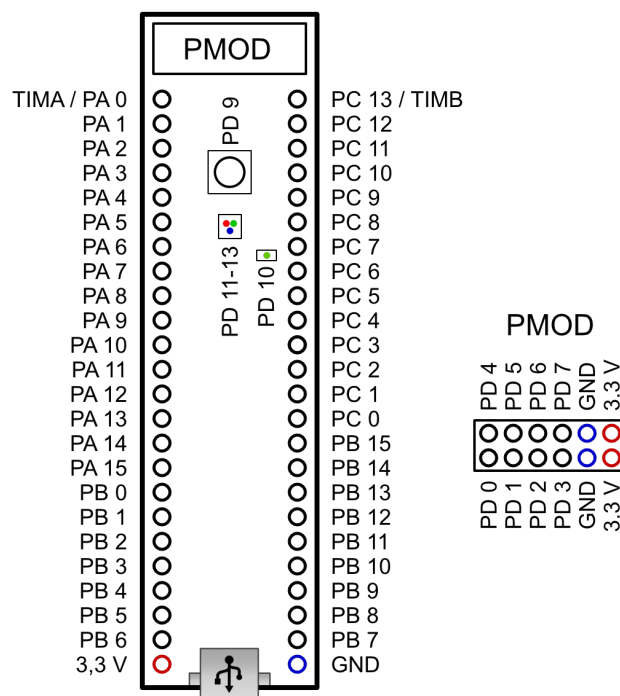 PMOD
TIMA / PA 0
PC 13 / TIMB
PA 1
PC 12
PA 2
PC 11
PA 3
PC 10
PA 4
PC 9
PA 5
PC 8
PA 6
PC 7
PA 7
PC 6
PA 8
PC 5
PA 9
PC 4
PA 10
PC 3
PA 11
PC 2
PA 12
PC 1
PA 13
PC 0
PA 14
PB 15
PA 15
PB 14
PB 0
PB 13
PB 1
PB 12
PB 2
PB 11
PB 3
PB 10
PB 4
PB 9
PB 5
PB 8
PB 6
PB 7
3,3 V
GND
PD 9
PD 11-13
PD 10
PMOD
PD 4
PD 5
PD 6
PD 7
GND
3.3 V
PD 0
PD 1
PD 2
PD 3
GND
3.3 V